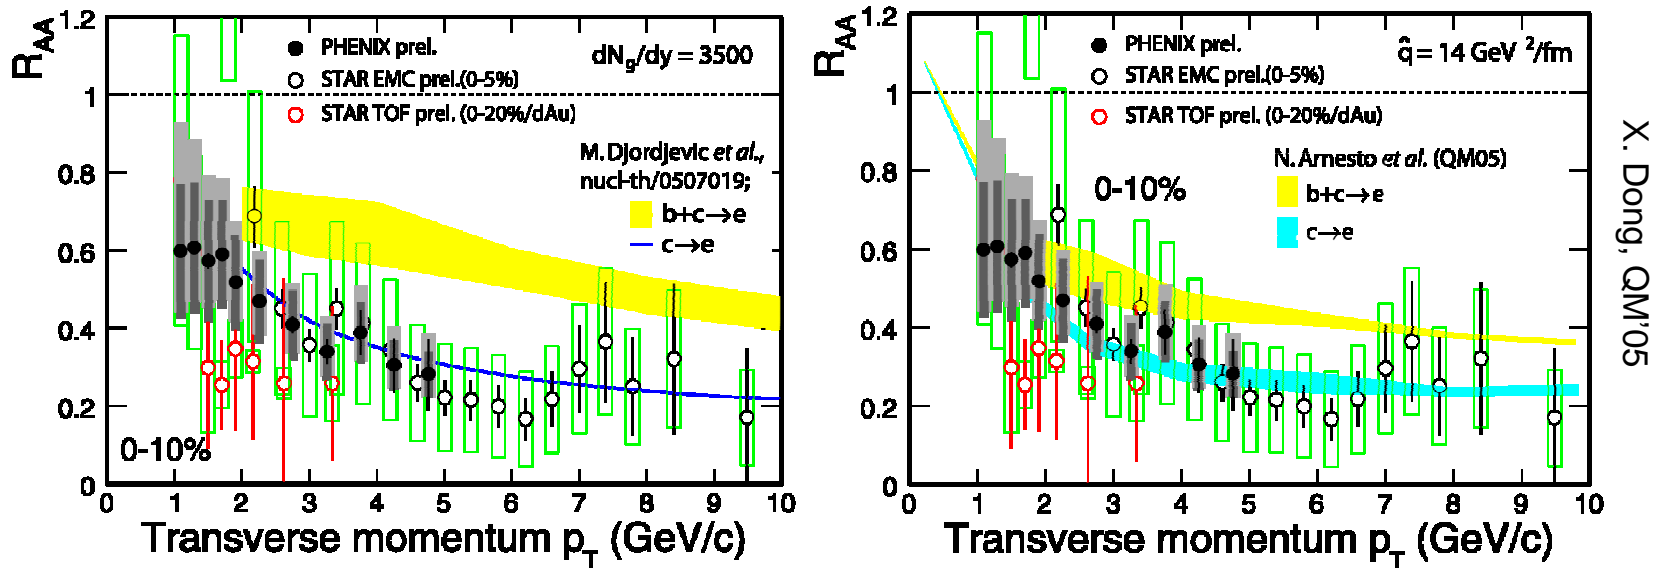 1.2
1
0.8
0.6
0.4
0.2
0
R_AA
PHENIX prel.
STAR EMC prel.(0-5%)
STAR TOF prel. (0-20%/dAu)
dN_g/dy = 3500
M. Djordjevic et al.,
nucl-th/0507019;
b+c→e
c→e
0-10%
0 1 2 3 4 5 6 7 8 9 10
Transverse momentum p_T (GeV/c)
1.2
1
0.8
0.6
0.4
0.2
0
R_AA
PHENIX prel.
STAR EMC prel.(0-5%)
STAR TOF prel. (0-20%/dAu)
q̂ = 14 GeV ²/fm
N. Arnesto et al. (QM05)
0-10%
b+c→e
c→e
0 1 2 3 4 5 6 7 8 9 10
Transverse momentum p_T (GeV/c)
X. Dong, QM'05